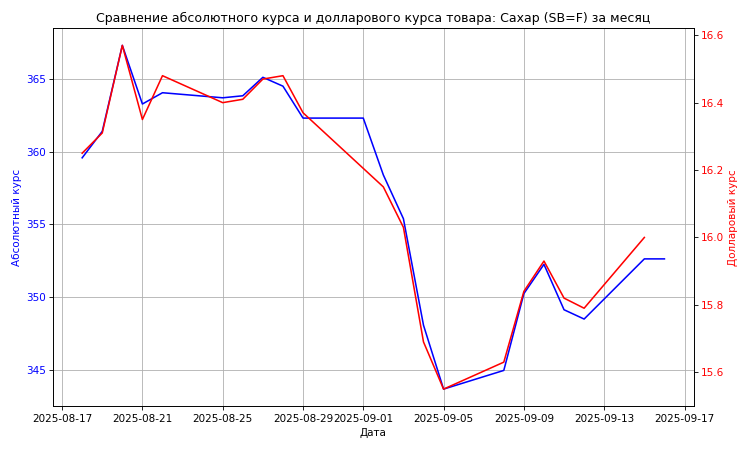 Сравнение абсолютного курса и долларового курса товара: Сахар (SB=F) за месяц
Абсолютный курс
365
360
355
350
345
16.6
16.4
16.2
16.0
15.8
15.6
Долларовый курс
2025-08-17 2025-08-21 2025-08-25 2025-08-29 2025-09-01 2025-09-05 2025-09-09 2025-09-13 2025-09-17
Дата